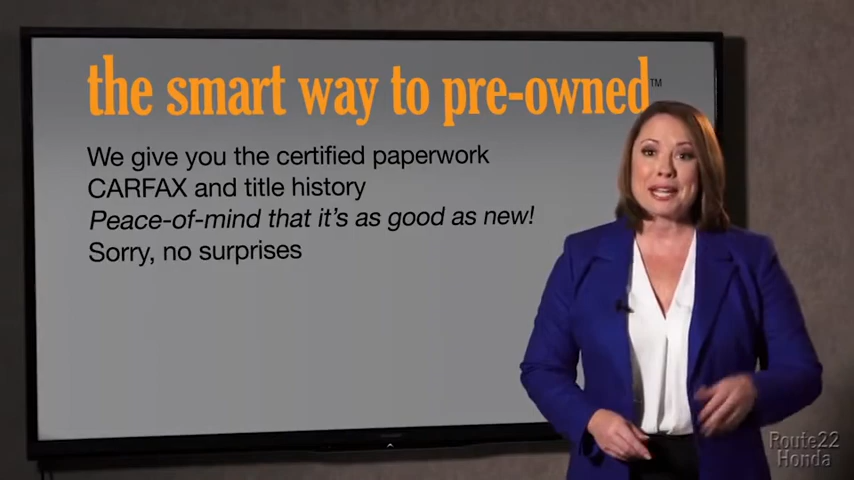 the smart way to pre-owned™
We give you the certified paperwork
CARFAX and title history
Peace-of-mind that it's as good as new!
Sorry, no surprises
Route22
Honda